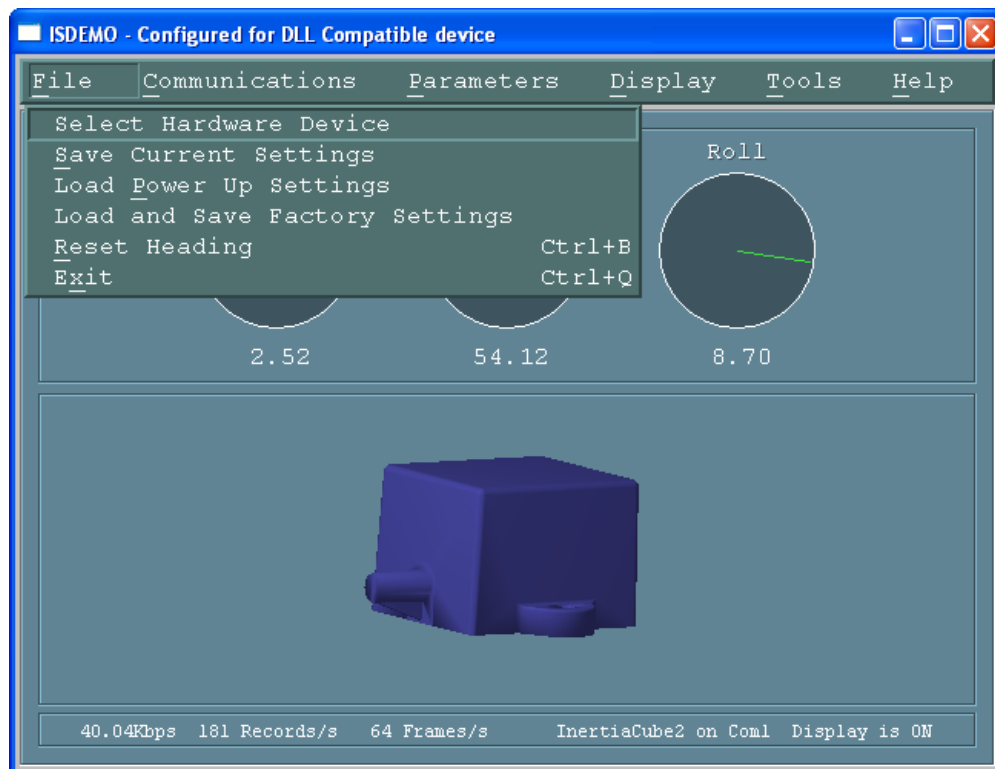 ISDEMO - Configured for DLL Compatible device
File Communications Parameters Display Tools Help
Select Hardware Device
Save Current Settings
Load Power Up Settings
Load and Save Factory Settings
Reset Heading Ctrl+B
Exit Ctrl+Q
Roll
2.52 54.12 8.70
40.04Kbps 181 Records/s 64 Frames/s InertiaCube2 on Com1 Display is ON